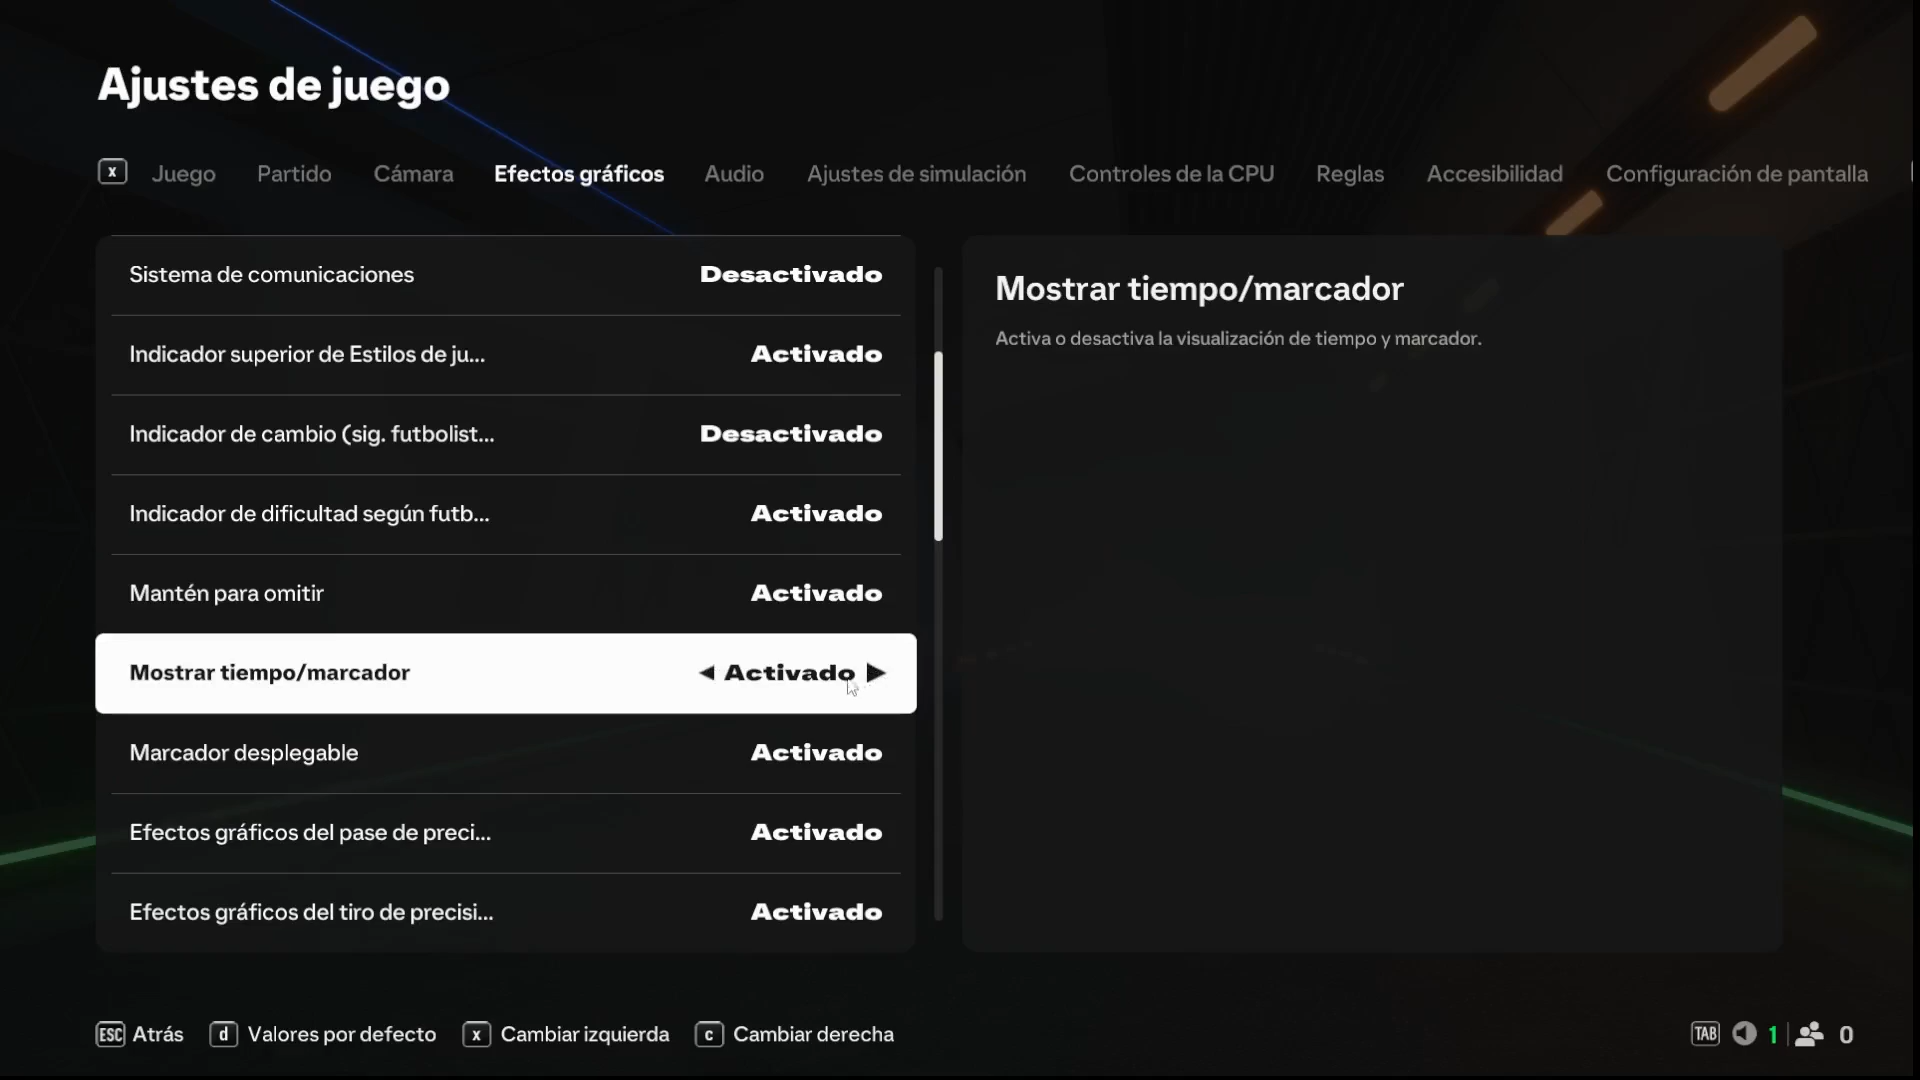 Ajustes de juego
x Juego Partido Cámara Efectos gráficos Audio Ajustes de simulación Controles de la CPU Reglas Accesibilidad Configuración de pantalla
Sistema de comunicaciones Desactivado
Indicador superior de Estilos de ju... Activado
Indicador de cambio (sig. futbolist... Desactivado
Indicador de dificultad según futb... Activado
Mantén para omitir Activado
Mostrar tiempo/marcador Activado
Marcador desplegable Activado
Efectos gráficos del pase de preci... Activado
Efectos gráficos del tiro de precisi... Activado
Mostrar tiempo/marcador
Activa o desactiva la visualización de tiempo y marcador.
ESC Atrás d Valores por defecto x Cambiar izquierda c Cambiar derecha
TAB 1 0